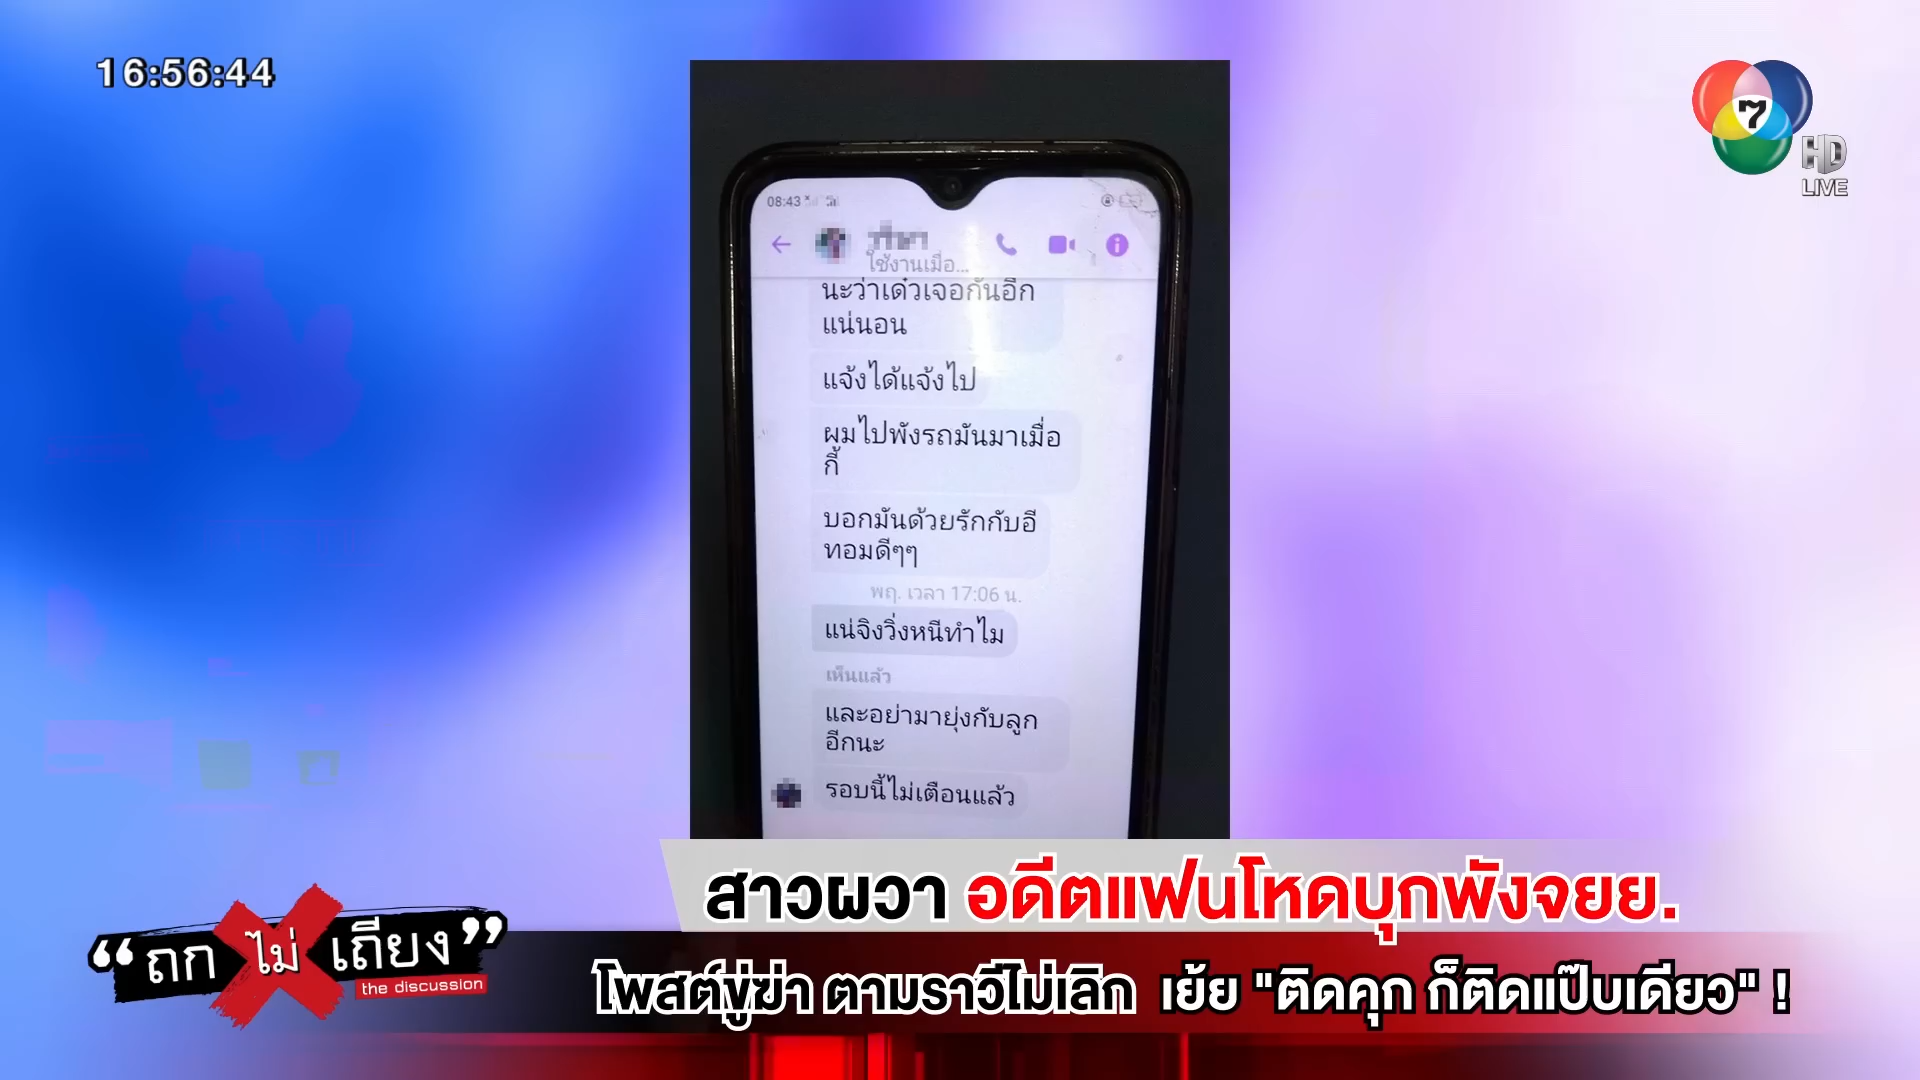 16:56:44
7
HD
LIVE
08:43
ใช้งานเมื่อ...
นะว่าเด๋วเจอกันอีก
แน่นอน
แจ้งได้แจ้งไป
ผมไปพังรถมันมาเมื่อ
กี้
บอกมันด้วยรักกับอี
ทอมดีๆๆ
พฤ. เวลา 17:06 น.
แน่จิงวิ่งหนีทำไม
เห็นแล้ว
และอย่ามายุ่งกับลูก
อีกนะ
รอบนี้ไม่เตือนแล้ว
สาวผวา อดีตแฟนโหดบุกพังจยย.
โพสต์ขู่ฆ่า ตามราวีไม่เลิก เย้ย "ติดคุก ก็ติดแป๊บเดียว" !
“ถก ไม่ เถียง”
the discussion